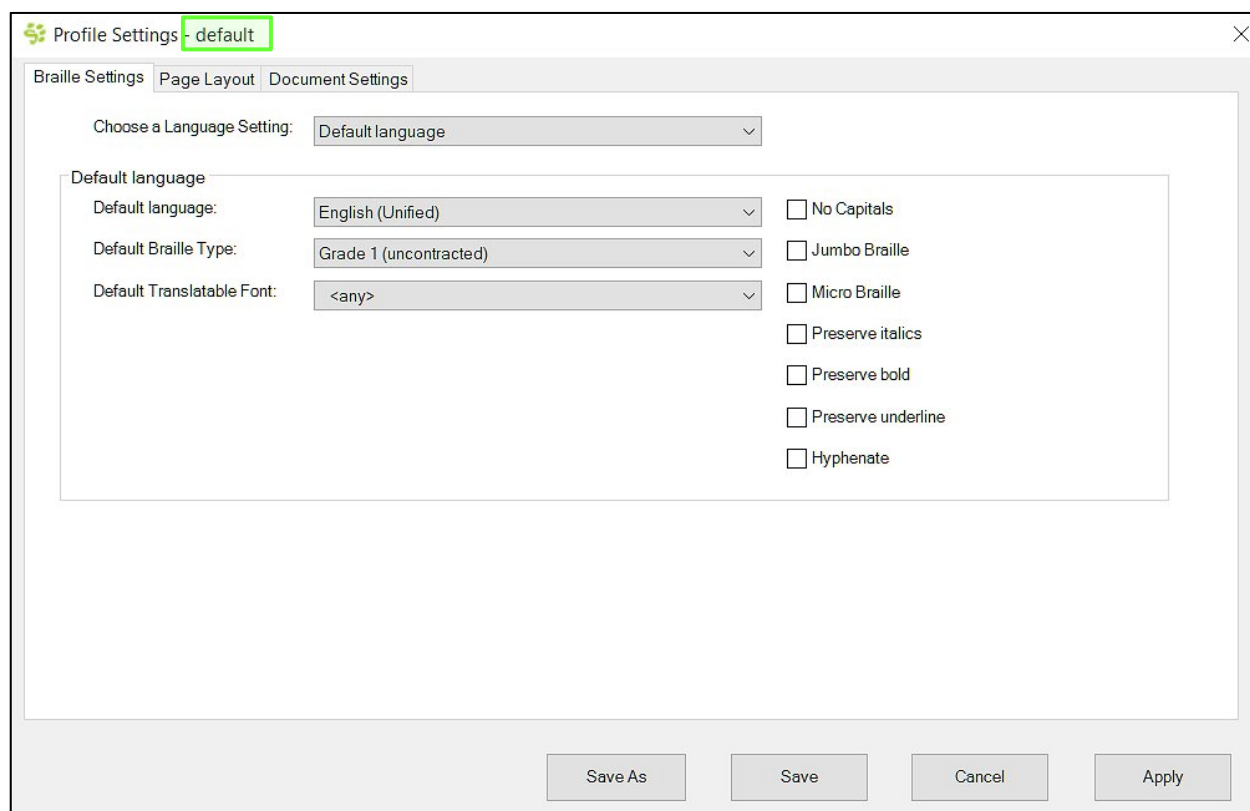 Profile Settings - default
Braille Settings Page Layout Document Settings
Choose a Language Setting: Default language
Default language
Default language: English (Unified) No Capitals
Default Braille Type: Grade 1 (uncontracted) Jumbo Braille
Default Translatable Font: <any> Micro Braille
Preserve italics
Preserve bold
Preserve underline
Hyphenate
Save As Save Cancel Apply